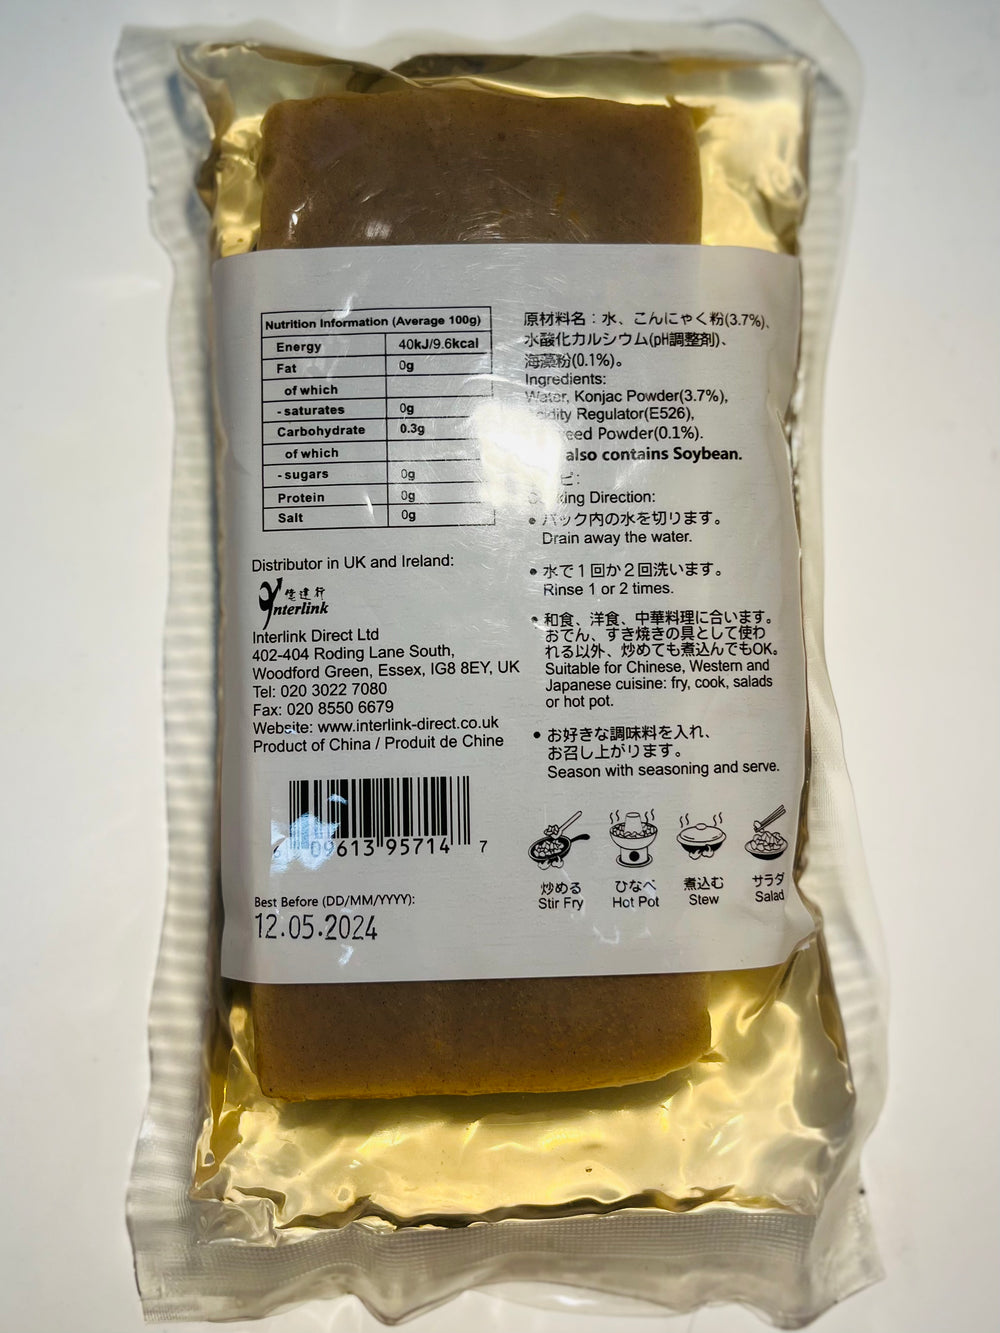 Nutrition Information (Average 100g)
Energy 40kJ/9.6kcal
Fat 0g
of which
- saturates 0g
Carbohydrate 0.3g
of which
- sugars 0g
Protein 0g
Salt 0g
Distributor in UK and Ireland:
億達行
Interlink
Interlink Direct Ltd
402-404 Roding Lane South,
Woodford Green, Essex, IG8 8EY, UK
Tel: 020 3022 7080
Fax: 020 8550 6679
Website: www.interlink-direct.co.uk
Product of China / Produit de Chine
6 09613 95714 7
Best Before (DD/MM/YYYY):
12.05.2024
原材料名：水、こんにゃく粉(3.7%)、
水酸化カルシウム(pH調整剤)、
海藻粉(0.1%)。
Ingredients:
Water, Konjac Powder(3.7%),
Regulator(E526),
Powder(0.1%).
also contains Soybean.
Direction:
• パック内の水を切ります。
Drain away the water.
• 水で1回か2回洗います。
Rinse 1 or 2 times.
• 和食、洋食、中華料理に合います。
おでん、すき焼きの具として使わ
れる以外、炒めても煮込んでもOK。
Suitable for Chinese, Western and
Japanese cuisine: fry, cook, salads
or hot pot.
• お好きな調味料を入れ、
お召し上がります。
Season with seasoning and serve.
炒める ひなべ 煮込む サラダ
Stir Fry Hot Pot Stew Salad